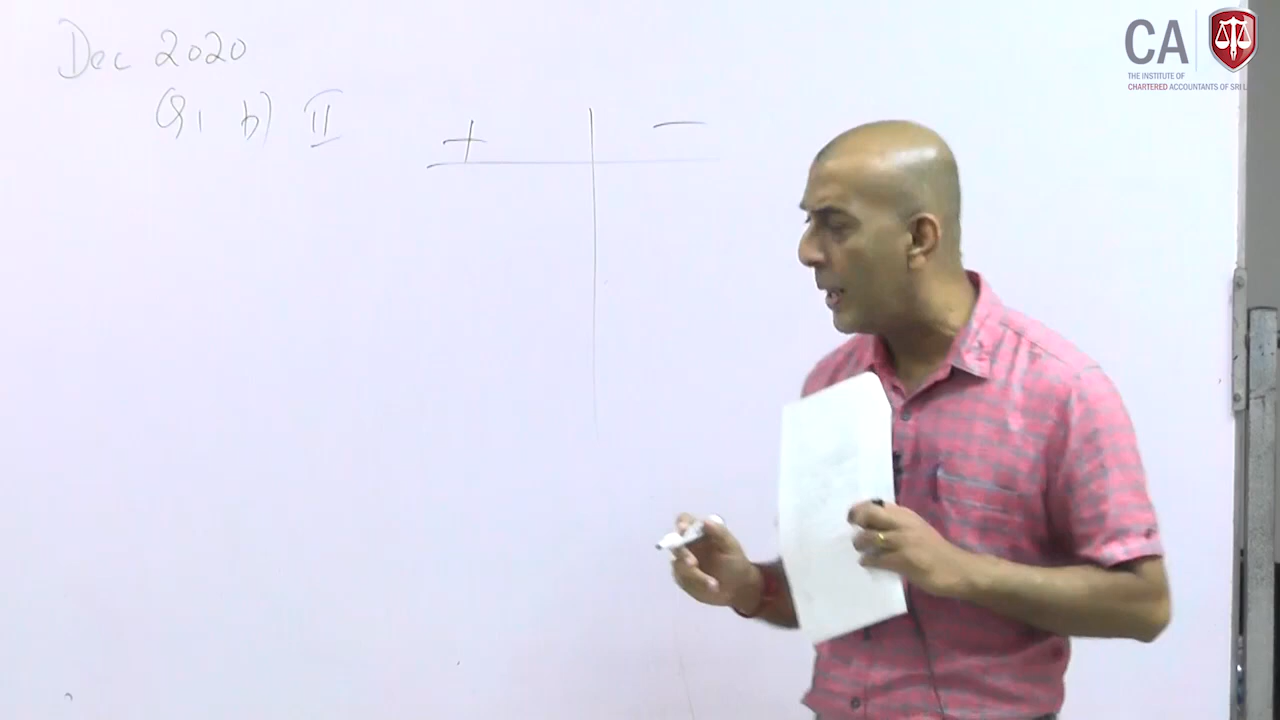 Dec 2020
Q1 b) II
+ −
CA
THE INSTITUTE OF
CHARTERED ACCOUNTANTS OF SRI L